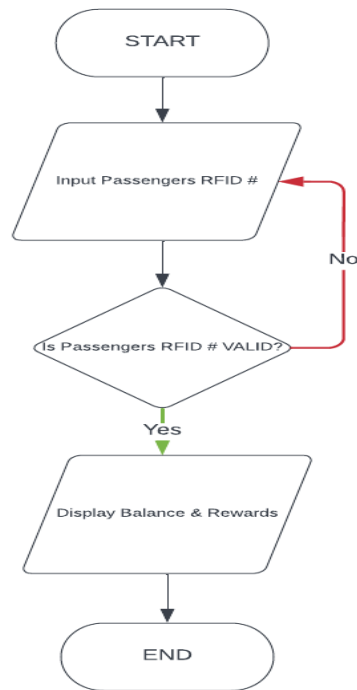 START
Input Passengers RFID #
No
Is Passengers RFID # VALID?
Yes
Display Balance & Rewards
END